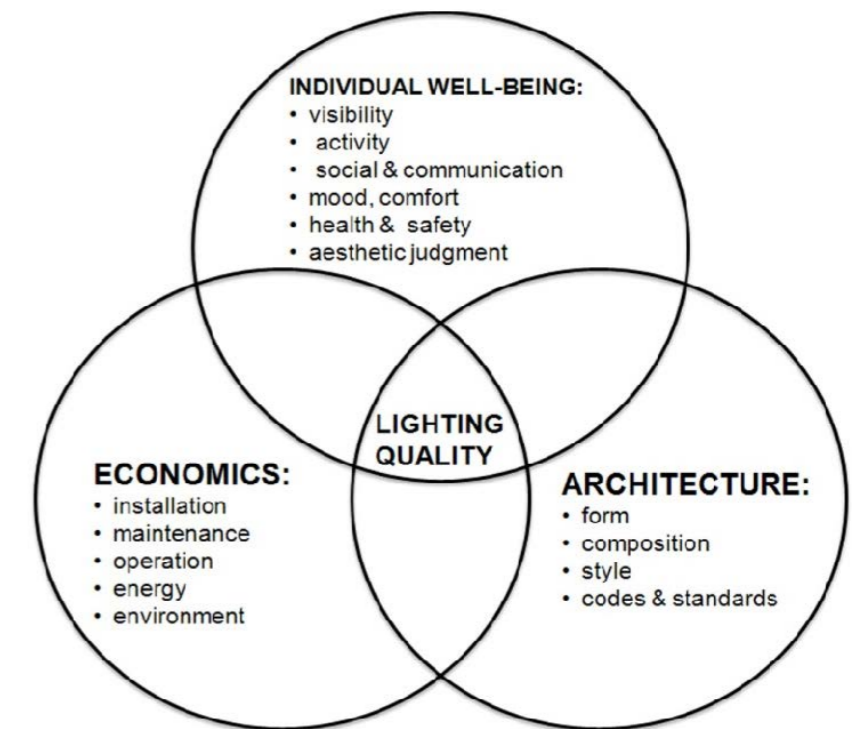 INDIVIDUAL WELL-BEING:
• visibility
• activity
• social & communication
• mood, comfort
• health & safety
• aesthetic judgment
LIGHTING
QUALITY
ECONOMICS:
• installation
• maintenance
• operation
• energy
• environment
ARCHITECTURE:
• form
• composition
• style
• codes & standards